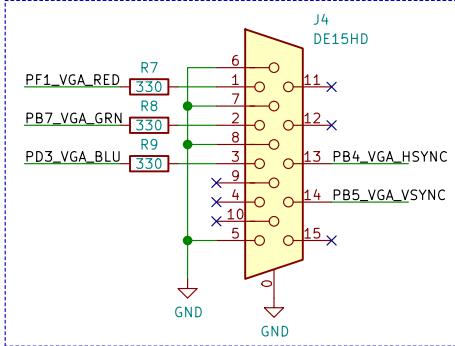 J4
DE15HD
6
R7
PF1_VGA_RED
330
1
11
7
R8
PB7_VGA_GRN
330
2
12
8
R9
PD3_VGA_BLU
330
3
13
PB4_VGA_HSYNC
9
4
14
PB5_VGA_VSYNC
10
5
15
0
GND
GND